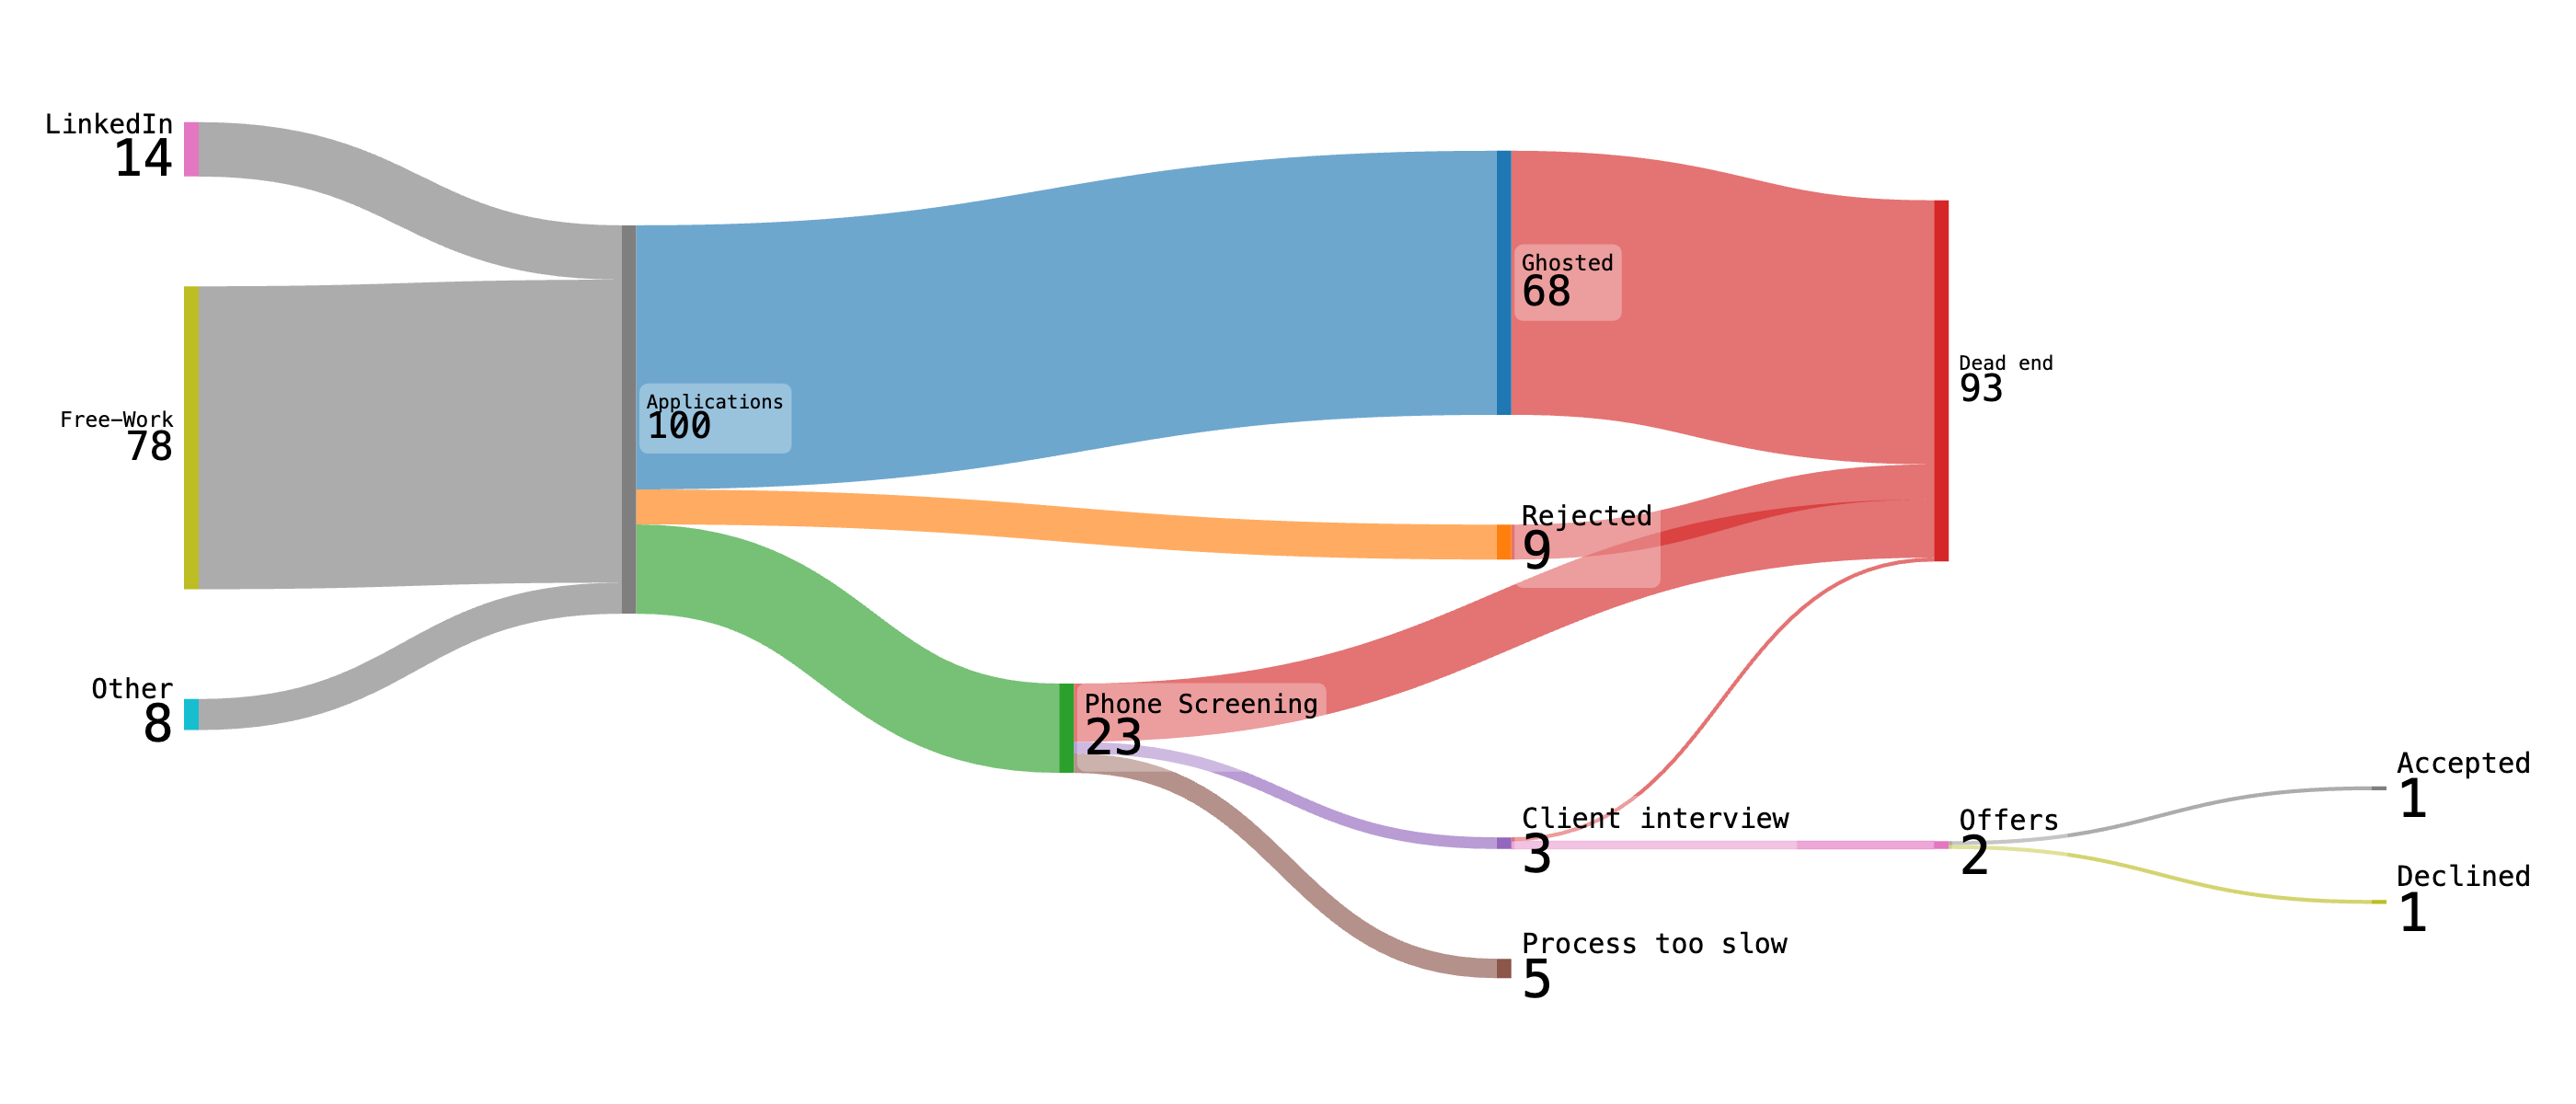 LinkedIn
14
Free-Work
78
Other
8
Applications
100
Ghosted
68
Rejected
9
Phone Screening
23
Dead end
93
Client interview
3
Process too slow
5
Offers
2
Accepted
1
Declined
1